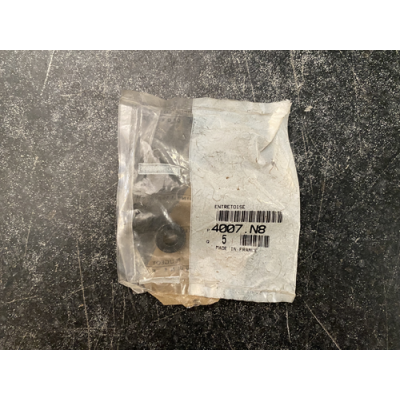 ENTRETOISE
P 4007.N8
Q 5
MADE IN FRANCE